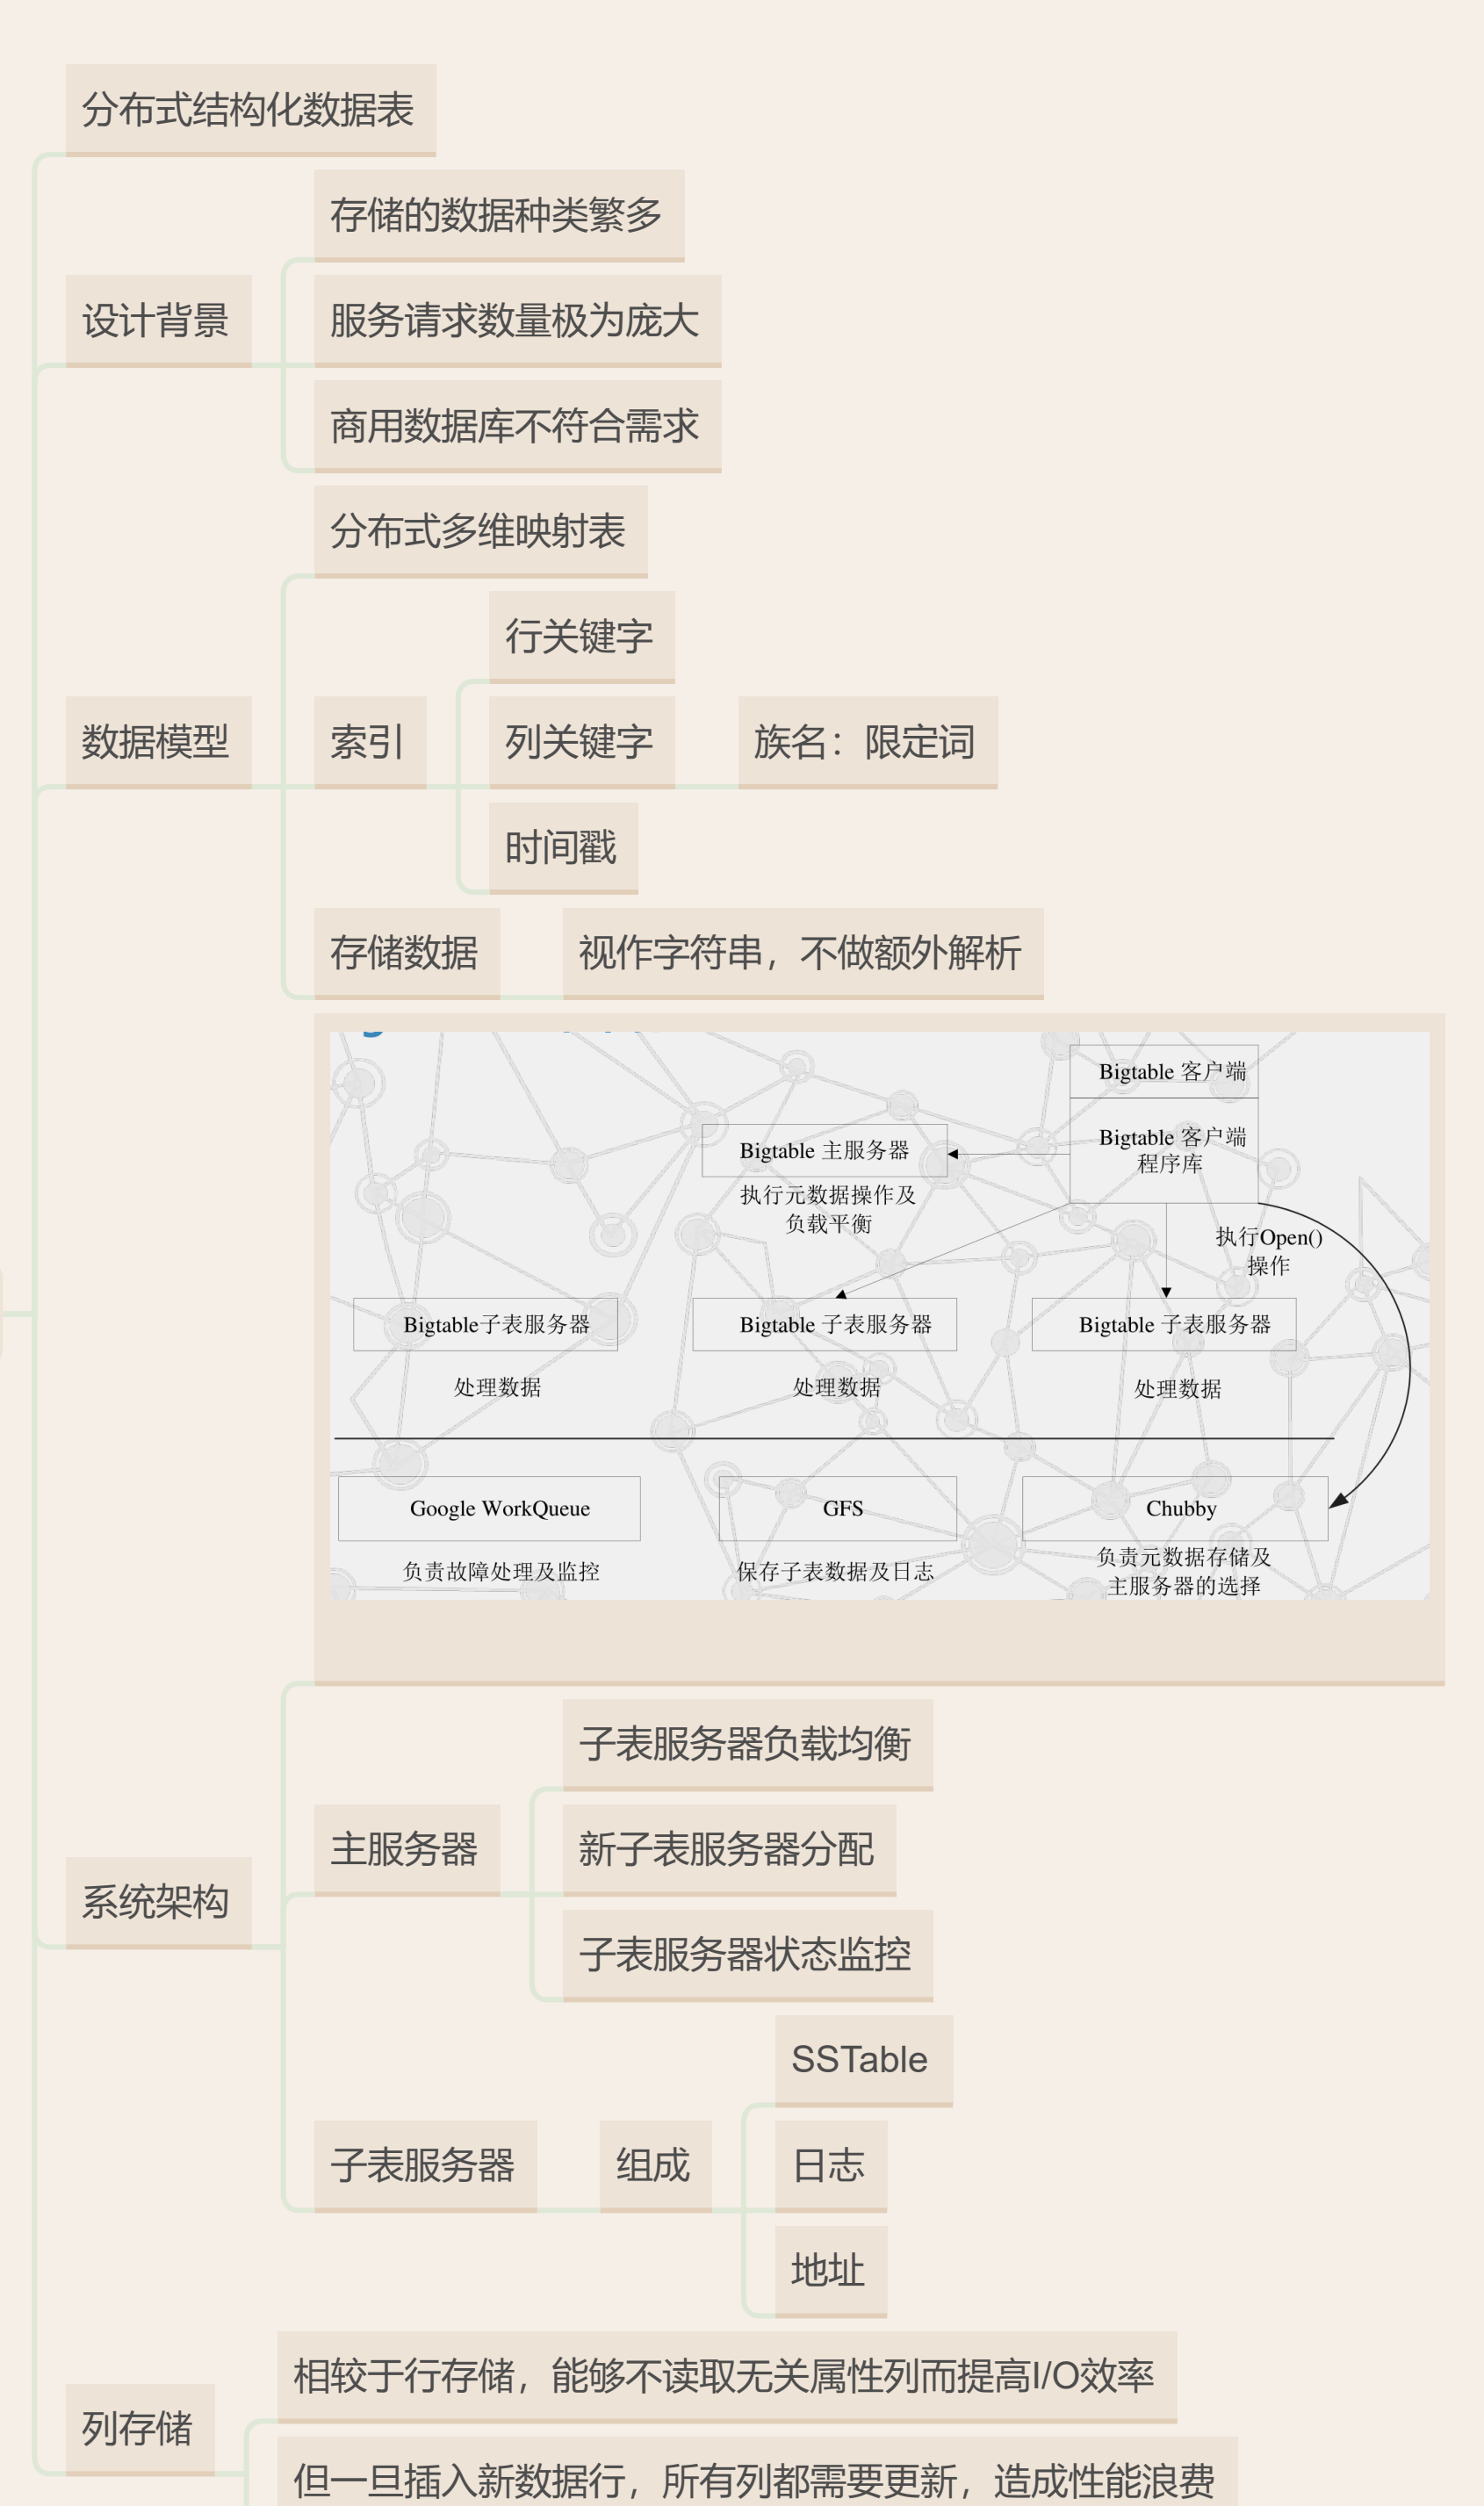 分布式结构化数据表
设计背景
存储的数据种类繁多
服务请求数量极为庞大
商用数据库不符合需求
数据模型
分布式多维映射表
索引
行关键字
列关键字
族名：限定词
时间戳
存储数据
视作字符串，不做额外解析
系统架构
Bigtable 客户端
Bigtable 客户端
程序库
Bigtable 主服务器
执行元数据操作及
负载平衡
执行Open()
操作
Bigtable子表服务器
Bigtable 子表服务器
Bigtable 子表服务器
处理数据
处理数据
处理数据
Google WorkQueue
GFS
Chubby
负责故障处理及监控
保存子表数据及日志
负责元数据存储及
主服务器的选择
主服务器
子表服务器负载均衡
新子表服务器分配
子表服务器状态监控
子表服务器
组成
SSTable
日志
地址
列存储
相较于行存储，能够不读取无关属性列而提高I/O效率
但一旦插入新数据行，所有列都需要更新，造成性能浪费